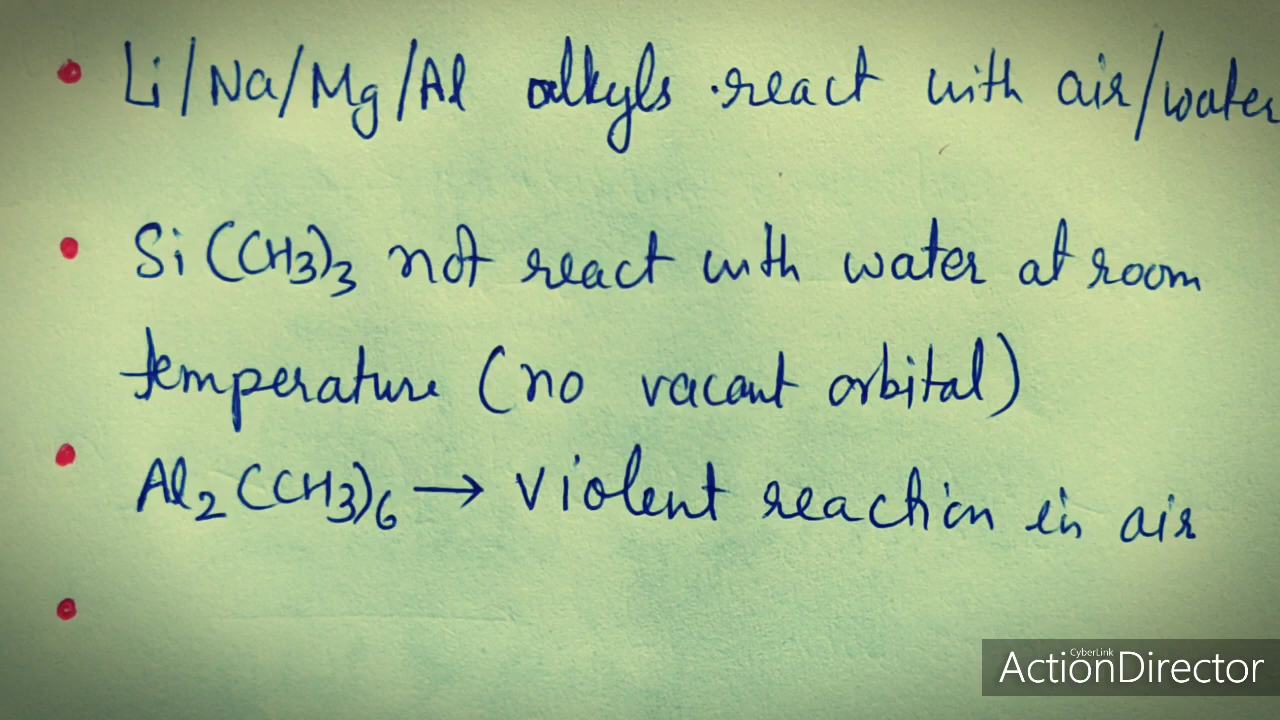 • Li/Na/Mg/Al alkyls react with air/water
• Si(CH3)3 not react with water at room
temperature (no vacant orbital)
• Al2(CH3)6 → violent reaction in air
•
CyberLink
ActionDirector